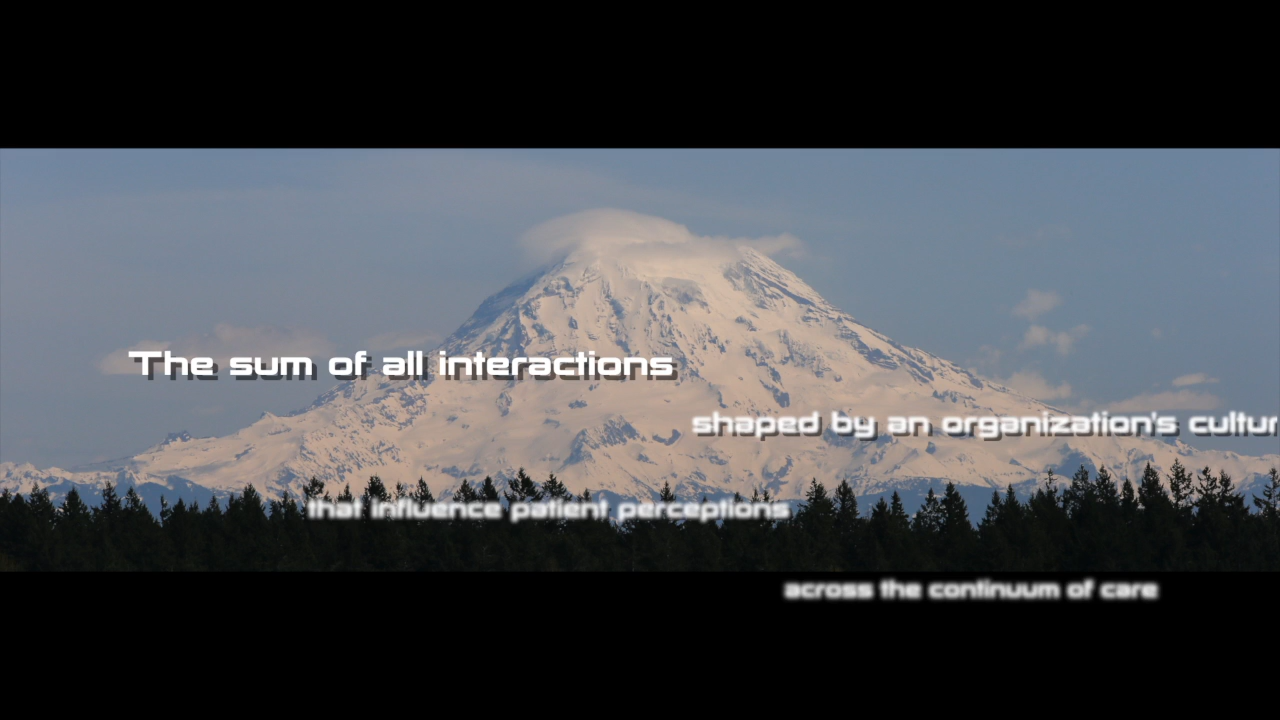 The sum of all interactions
shaped by an organization's cultur
that influence patient perceptions
across the continuum of care